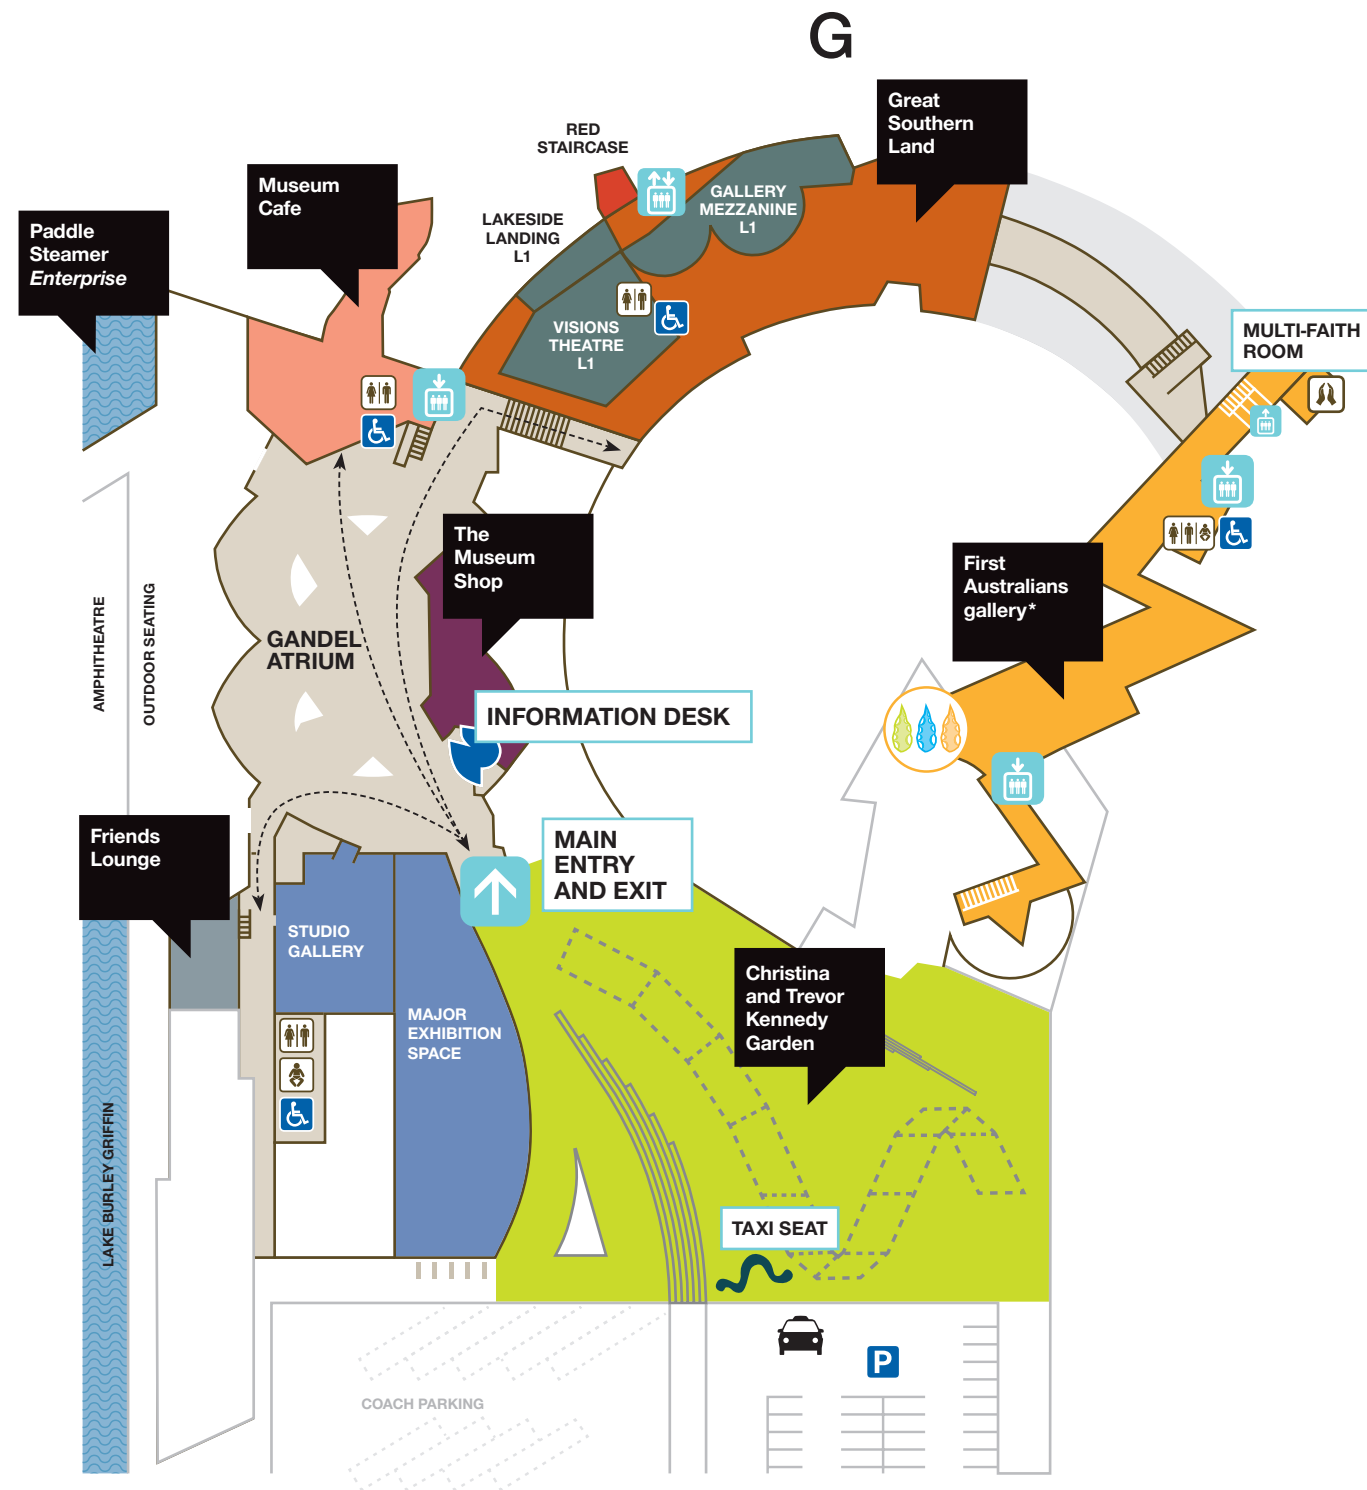 G
Great
Southern
Land
RED
STAIRCASE
Museum
Cafe
GALLERY
MEZZANINE
L1
LAKESIDE
LANDING
L1
Paddle
Steamer
Enterprise
VISIONS
THEATRE
L1
MULTI-FAITH
ROOM
The
Museum
Shop
First
Australians
gallery*
AMPHITHEATRE
OUTDOOR SEATING
GANDEL
ATRIUM
INFORMATION DESK
Friends
Lounge
MAIN
ENTRY
AND EXIT
STUDIO
GALLERY
Christina
and Trevor
Kennedy
Garden
MAJOR
EXHIBITION
SPACE
LAKE BURLEY GRIFFIN
TAXI SEAT
P
COACH PARKING